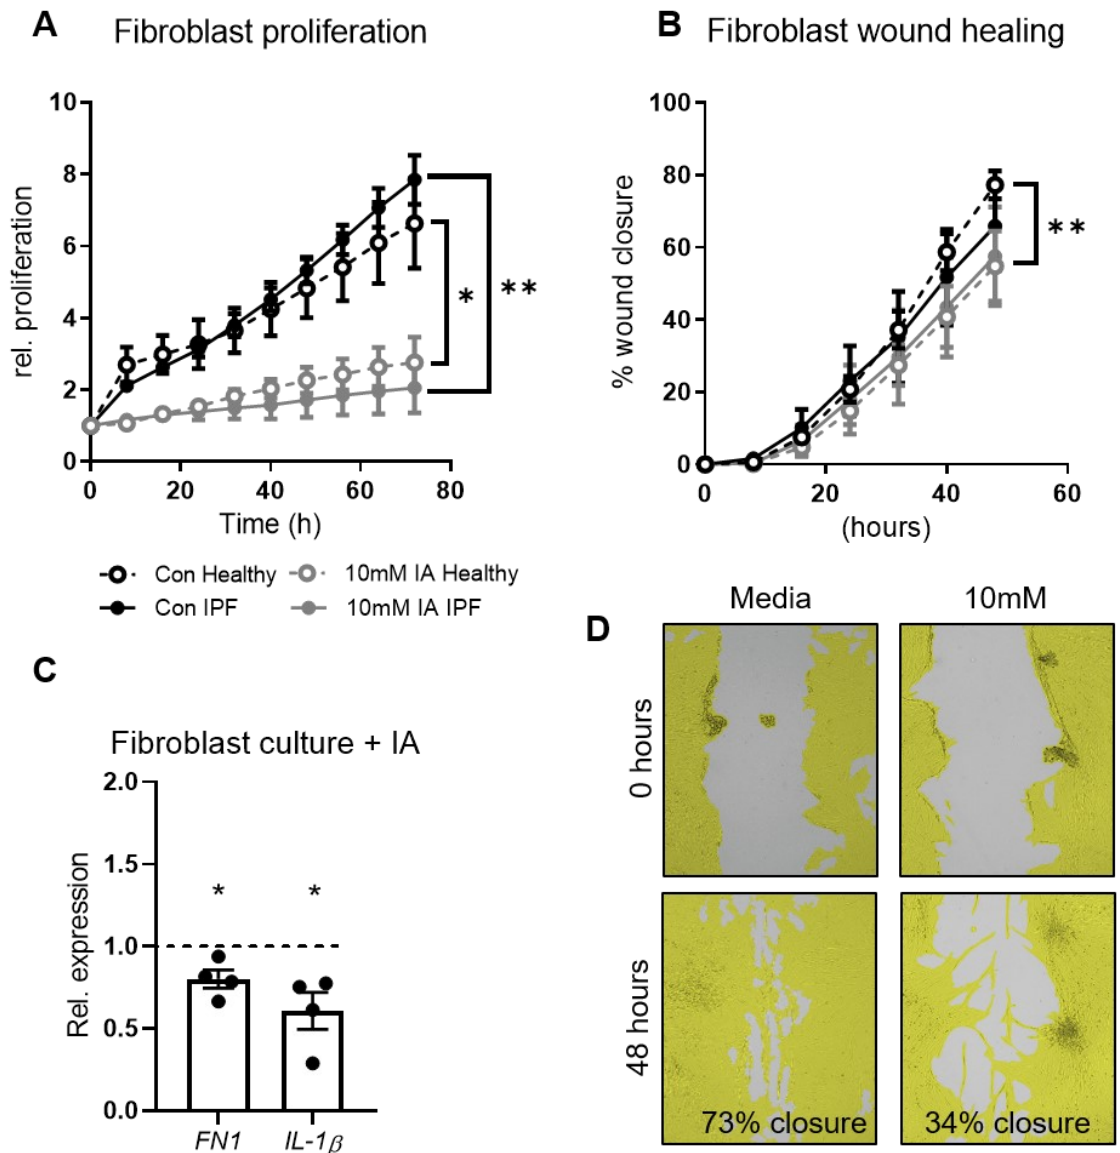 A
Fibroblast proliferation
10
8
6
4
2
0
rel. proliferation
*
**
0 20 40 60 80
Time (h)
Con Healthy 10mM IA Healthy
Con IPF 10mM IA IPF
B
Fibroblast wound healing
100
80
60
40
20
0
% wound closure
**
0 20 40 60
(hours)
C
Fibroblast culture + IA
2.0
1.5
1.0
0.5
0.0
Rel. expression
* *
FN1 IL-1β
D
Media 10mM
0 hours
48 hours
73% closure 34% closure